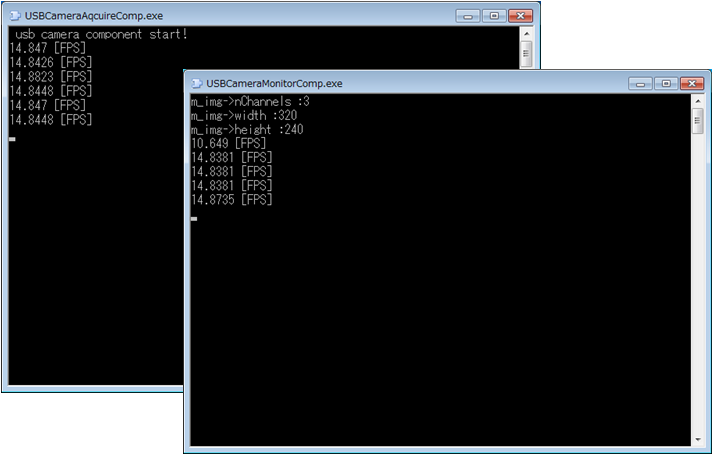 USBCameraAqcuireComp.exe
usb camera component start!
14.847 [FPS]
14.8426 [FPS]
14.8823 [FPS]
14.8448 [FPS]
14.847 [FPS]
14.8448 [FPS]
USBCameraMonitorComp.exe
m_img->nChannels :3
m_img->width :320
m_img->height :240
10.649 [FPS]
14.8381 [FPS]
14.8381 [FPS]
14.8381 [FPS]
14.8735 [FPS]